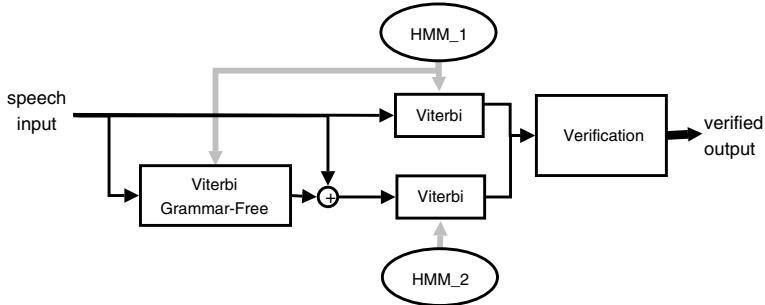 HMM_1
speech
input
Viterbi
Verification
verified
output
Viterbi
Grammar-Free
+
Viterbi
HMM_2